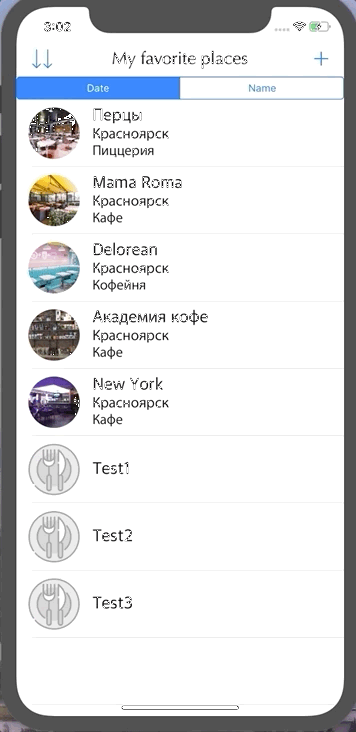 3:02
My favorite places
Date
Name
Перцы
Красноярск
Пиццерия
Mama Roma
Красноярск
Кафе
Delorean
Красноярск
Кофейня
Академия кофе
Красноярск
Кафе
New York
Красноярск
Кафе
Test1
Test2
Test3